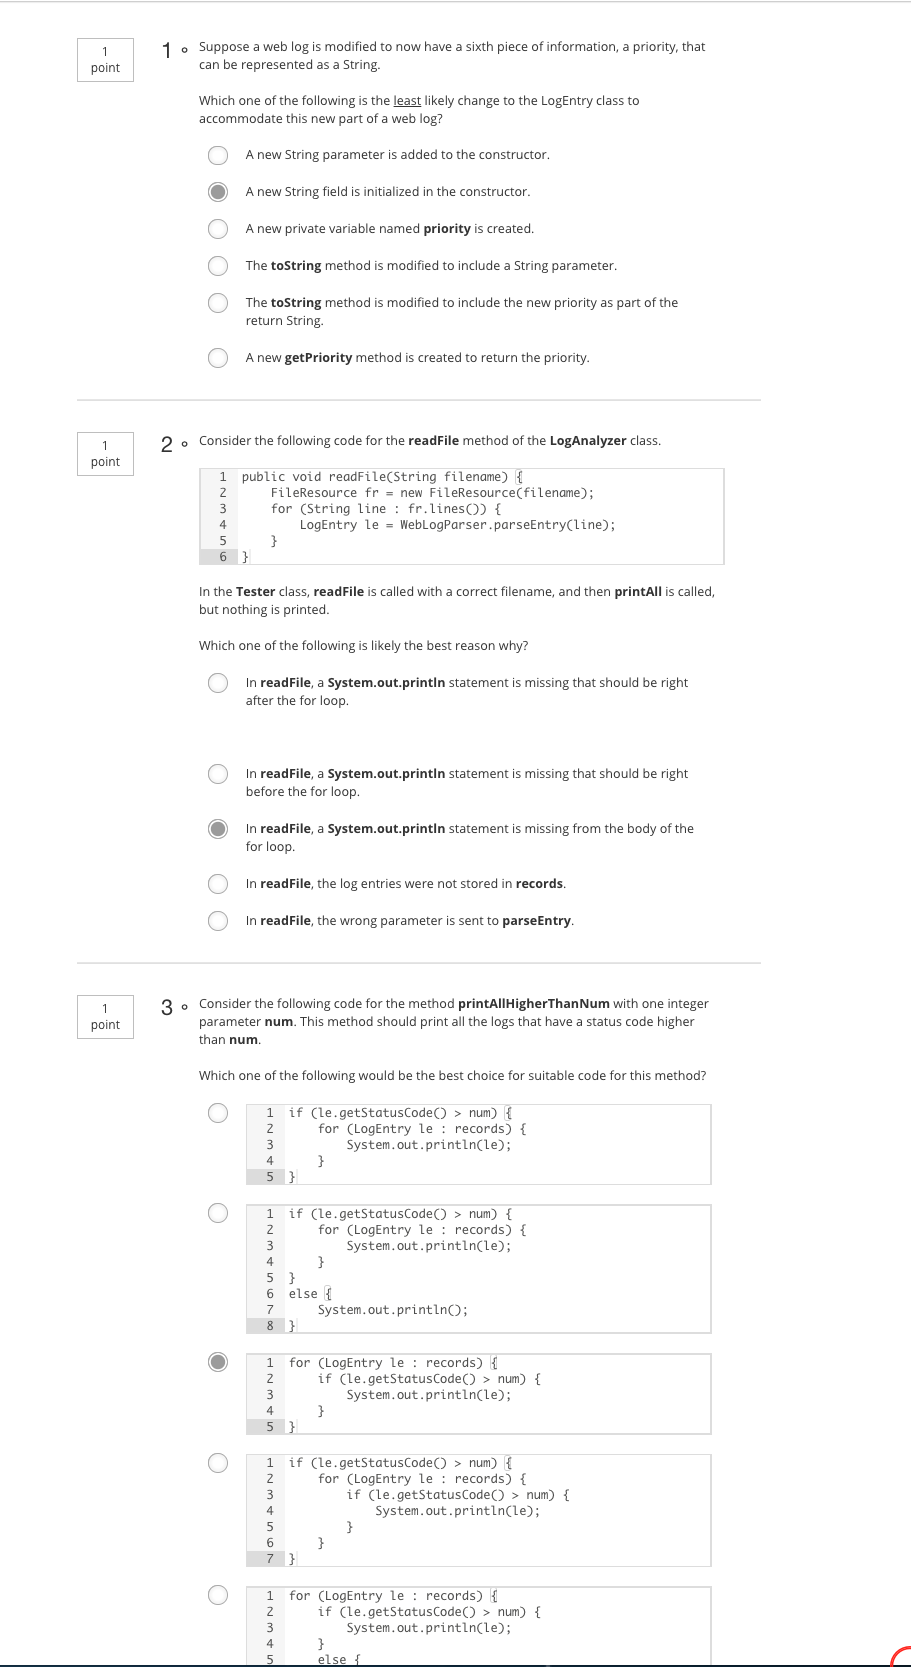 1
point
1
Suppose a web log is modified to now have a sixth piece of information, a priority, that
can be represented as a String.
Which one of the following is the least likely change to the LogEntry class to
accommodate this new part of a web log?
A new String parameter is added to the constructor.
A new String field is initialized in the constructor.
A new private variable named priority is created.
The toString method is modified to include a String parameter.
The toString method is modified to include the new priority as part of the
return String.
A new getPriority method is created to return the priority.
1
point
2
Consider the following code for the readFile method of the LogAnalyzer class.
1 public void readFile(String filename) {
2     FileResource fr = new FileResource(filename);
3     for (String line : fr.lines()) {
4         LogEntry le = WebLogParser.parseEntry(line);
5     }
6 }
In the Tester class, readFile is called with a correct filename, and then printAll is called,
but nothing is printed.
Which one of the following is likely the best reason why?
In readFile, a System.out.println statement is missing that should be right
after the for loop.
In readFile, a System.out.println statement is missing that should be right
before the for loop.
In readFile, a System.out.println statement is missing from the body of the
for loop.
In readFile, the log entries were not stored in records.
In readFile, the wrong parameter is sent to parseEntry.
1
point
3
Consider the following code for the method printAllHigherThanNum with one integer
parameter num. This method should print all the logs that have a status code higher
than num.
Which one of the following would be the best choice for suitable code for this method?
1 if (le.getStatusCode() > num) {
2     for (LogEntry le : records) {
3         System.out.println(le);
4     }
5 }
1 if (le.getStatusCode() > num) {
2     for (LogEntry le : records) {
3         System.out.println(le);
4     }
5 }
6 else {
7     System.out.println();
8 }
1 for (LogEntry le : records) {
2     if (le.getStatusCode() > num) {
3         System.out.println(le);
4     }
5 }
1 if (le.getStatusCode() > num) {
2     for (LogEntry le : records) {
3         if (le.getStatusCode() > num) {
4             System.out.println(le);
5         }
6     }
7 }
1 for (LogEntry le : records) {
2     if (le.getStatusCode() > num) {
3         System.out.println(le);
4     }
5     else {